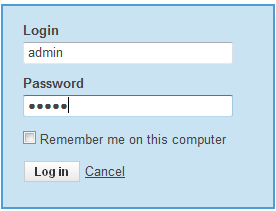 Login
admin
Password
●●●●●
Remember me on this computer
Log in Cancel